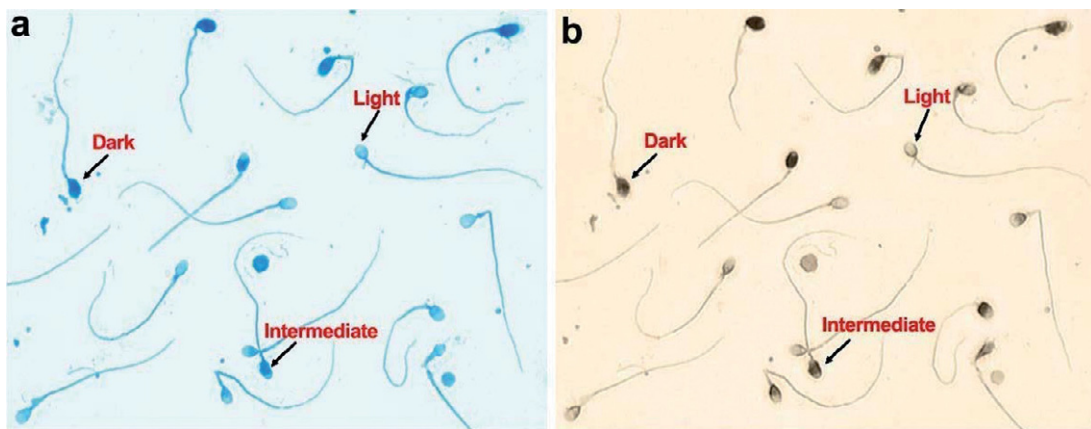 a
Light
Dark
Intermediate
b
Light
Dark
Intermediate